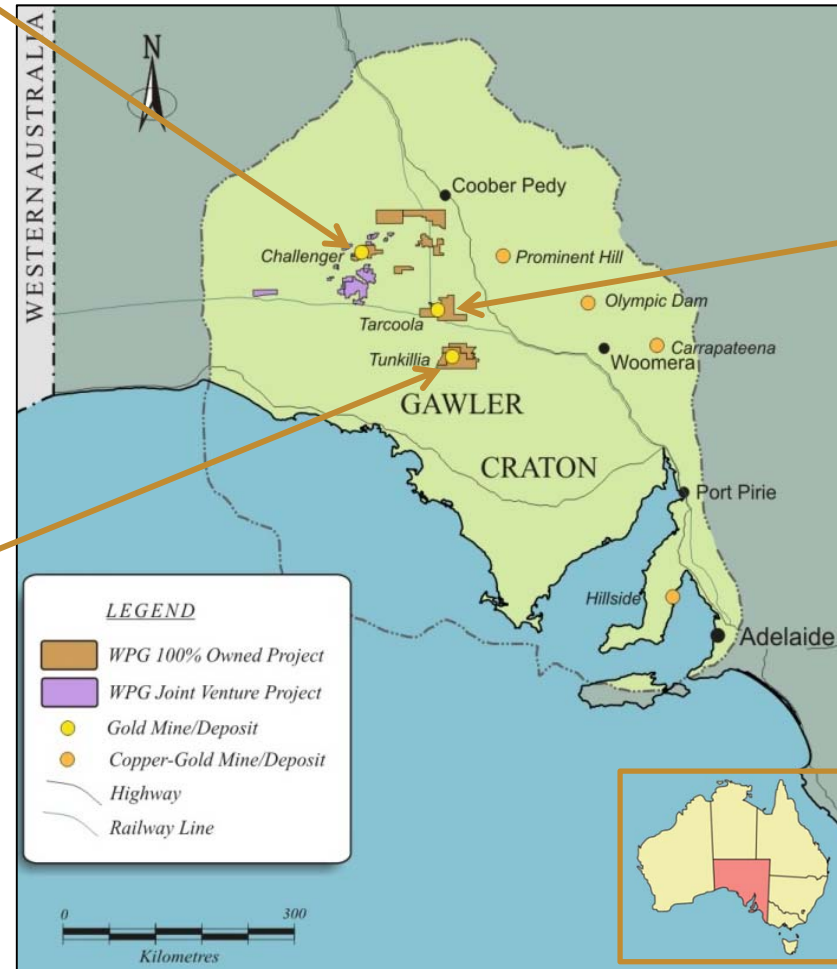 WESTERN AUSTRALIA
N
Coober Pedy
Challenger
Prominent Hill
Olympic Dam
Tarcoola
Carrapateena
Tunkillia
Woomera
GAWLER
CRATON
Port Pirie
Hillside
Adelaide
LEGEND
WPG 100% Owned Project
WPG Joint Venture Project
Gold Mine/Deposit
Copper-Gold Mine/Deposit
Highway
Railway Line
0 300
Kilometres